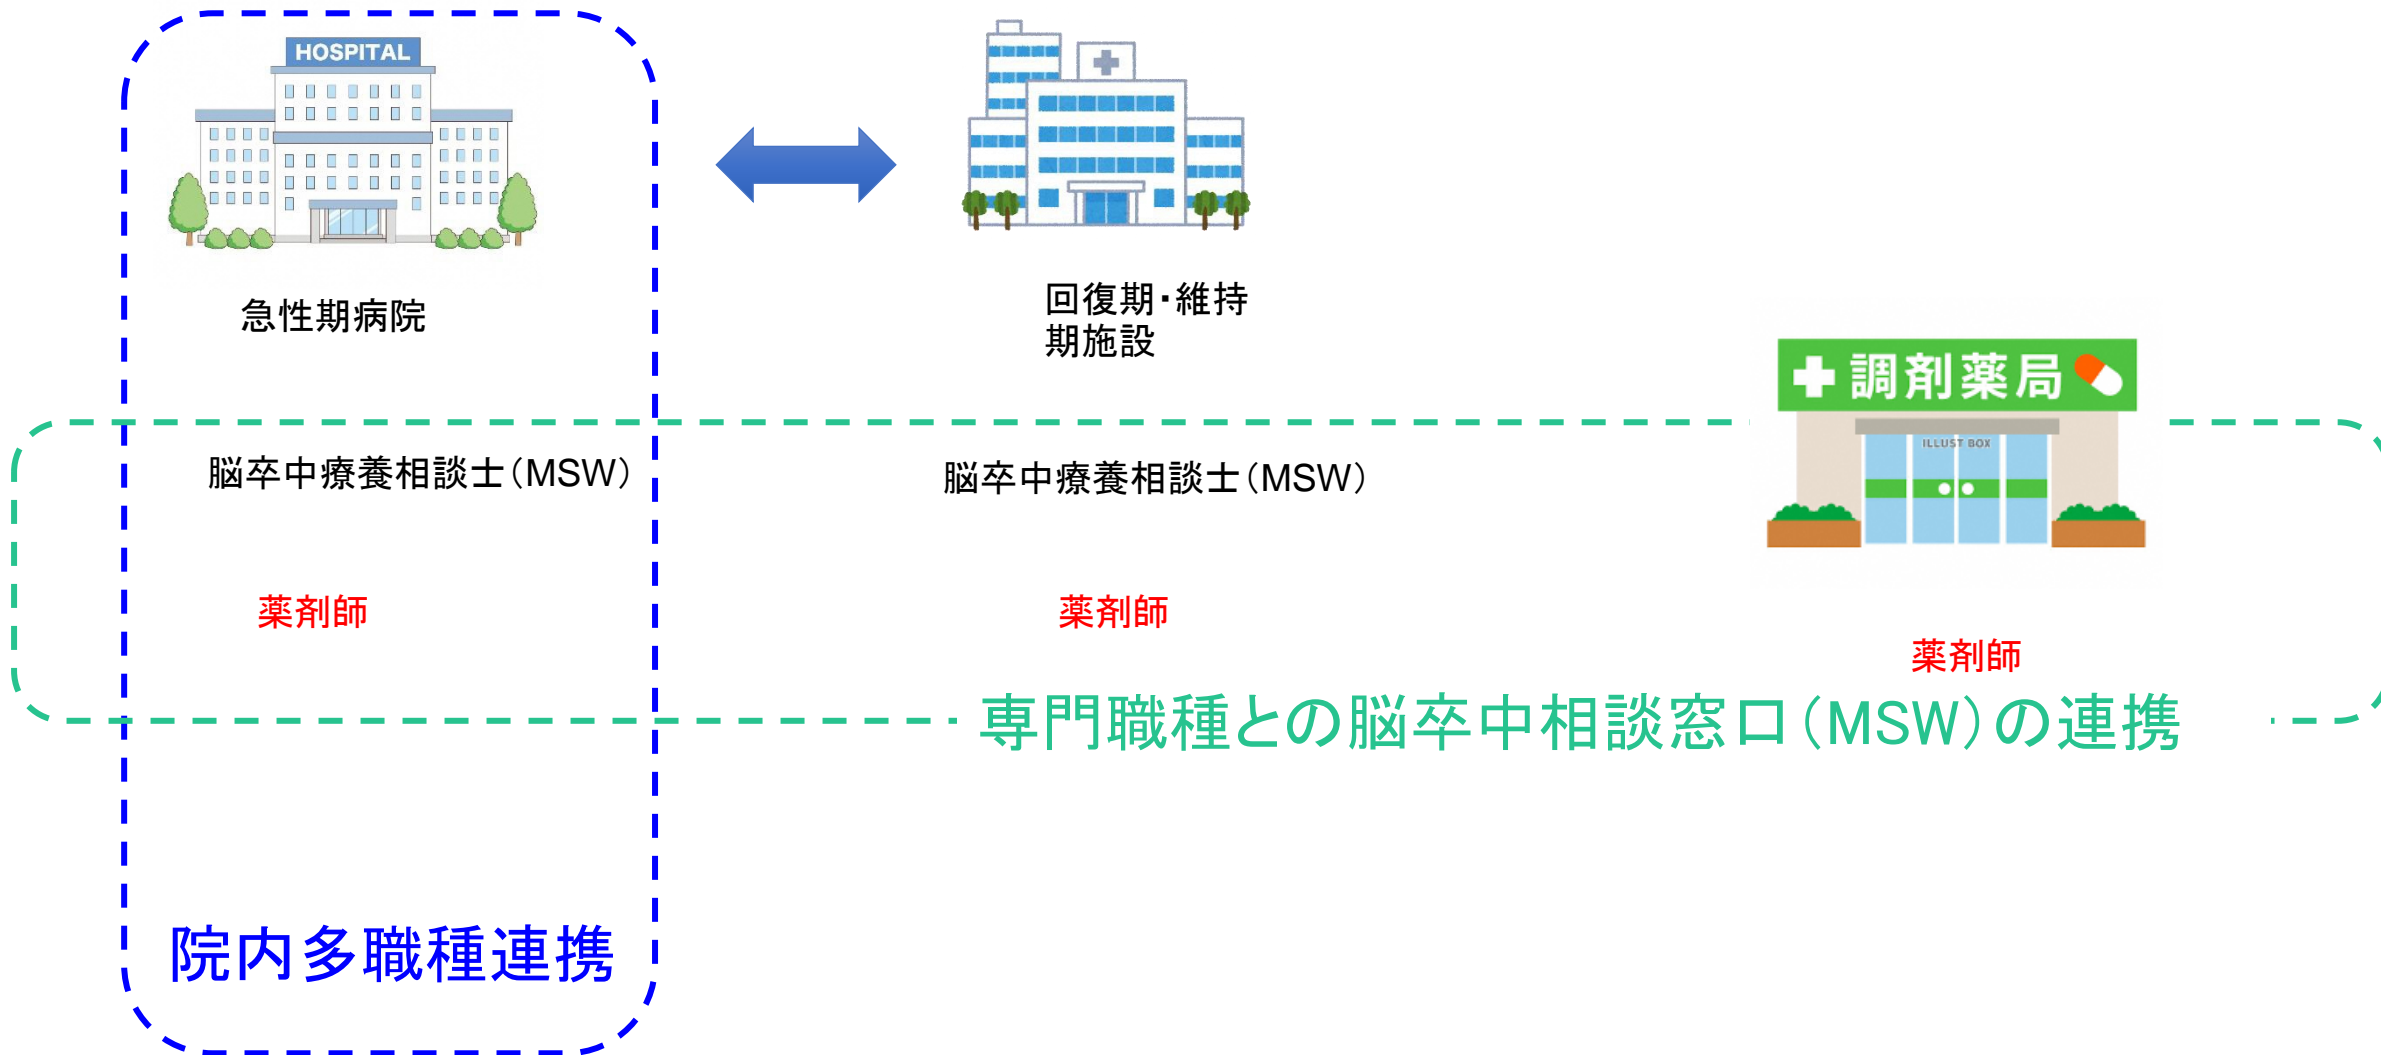 HOSPITAL
急性期病院
回復期・維持
期施設
調剤薬局
ILLUST BOX
脳卒中療養相談士（MSW）
脳卒中療養相談士（MSW）
薬剤師
薬剤師
薬剤師
専門職種との脳卒中相談窓口（MSW）の連携
院内多職種連携